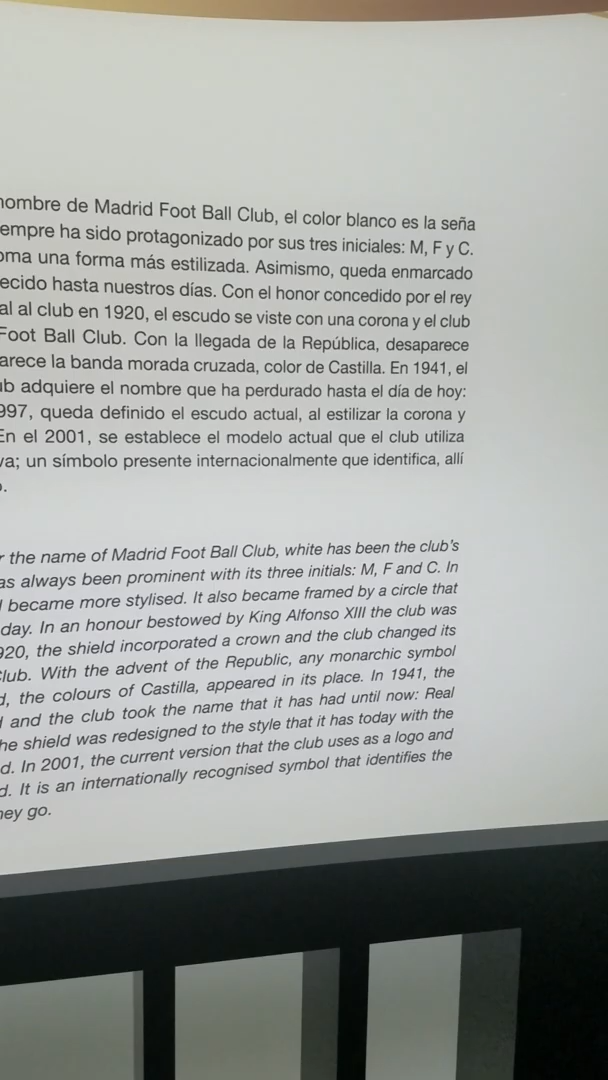 nombre de Madrid Foot Ball Club, el color blanco es la seña
empre ha sido protagonizado por sus tres iniciales: M, F y C.
oma una forma más estilizada. Asimismo, queda enmarcado
ecido hasta nuestros días. Con el honor concedido por el rey
al al club en 1920, el escudo se viste con una corona y el club
Foot Ball Club. Con la llegada de la República, desaparece
arece la banda morada cruzada, color de Castilla. En 1941, el
ub adquiere el nombre que ha perdurado hasta el día de hoy:
997, queda definido el escudo actual, al estilizar la corona y
En el 2001, se establece el modelo actual que el club utiliza
va; un símbolo presente internacionalmente que identifica, allí
o.
r the name of Madrid Foot Ball Club, white has been the club's
as always been prominent with its three initials: M, F and C. In
l became more stylised. It also became framed by a circle that
day. In an honour bestowed by King Alfonso XIII the club was
920, the shield incorporated a crown and the club changed its
Club. With the advent of the Republic, any monarchic symbol
d, the colours of Castilla, appeared in its place. In 1941, the
d and the club took the name that it has had until now: Real
he shield was redesigned to the style that it has today with the
d. In 2001, the current version that the club uses as a logo and
d. It is an internationally recognised symbol that identifies the
hey go.